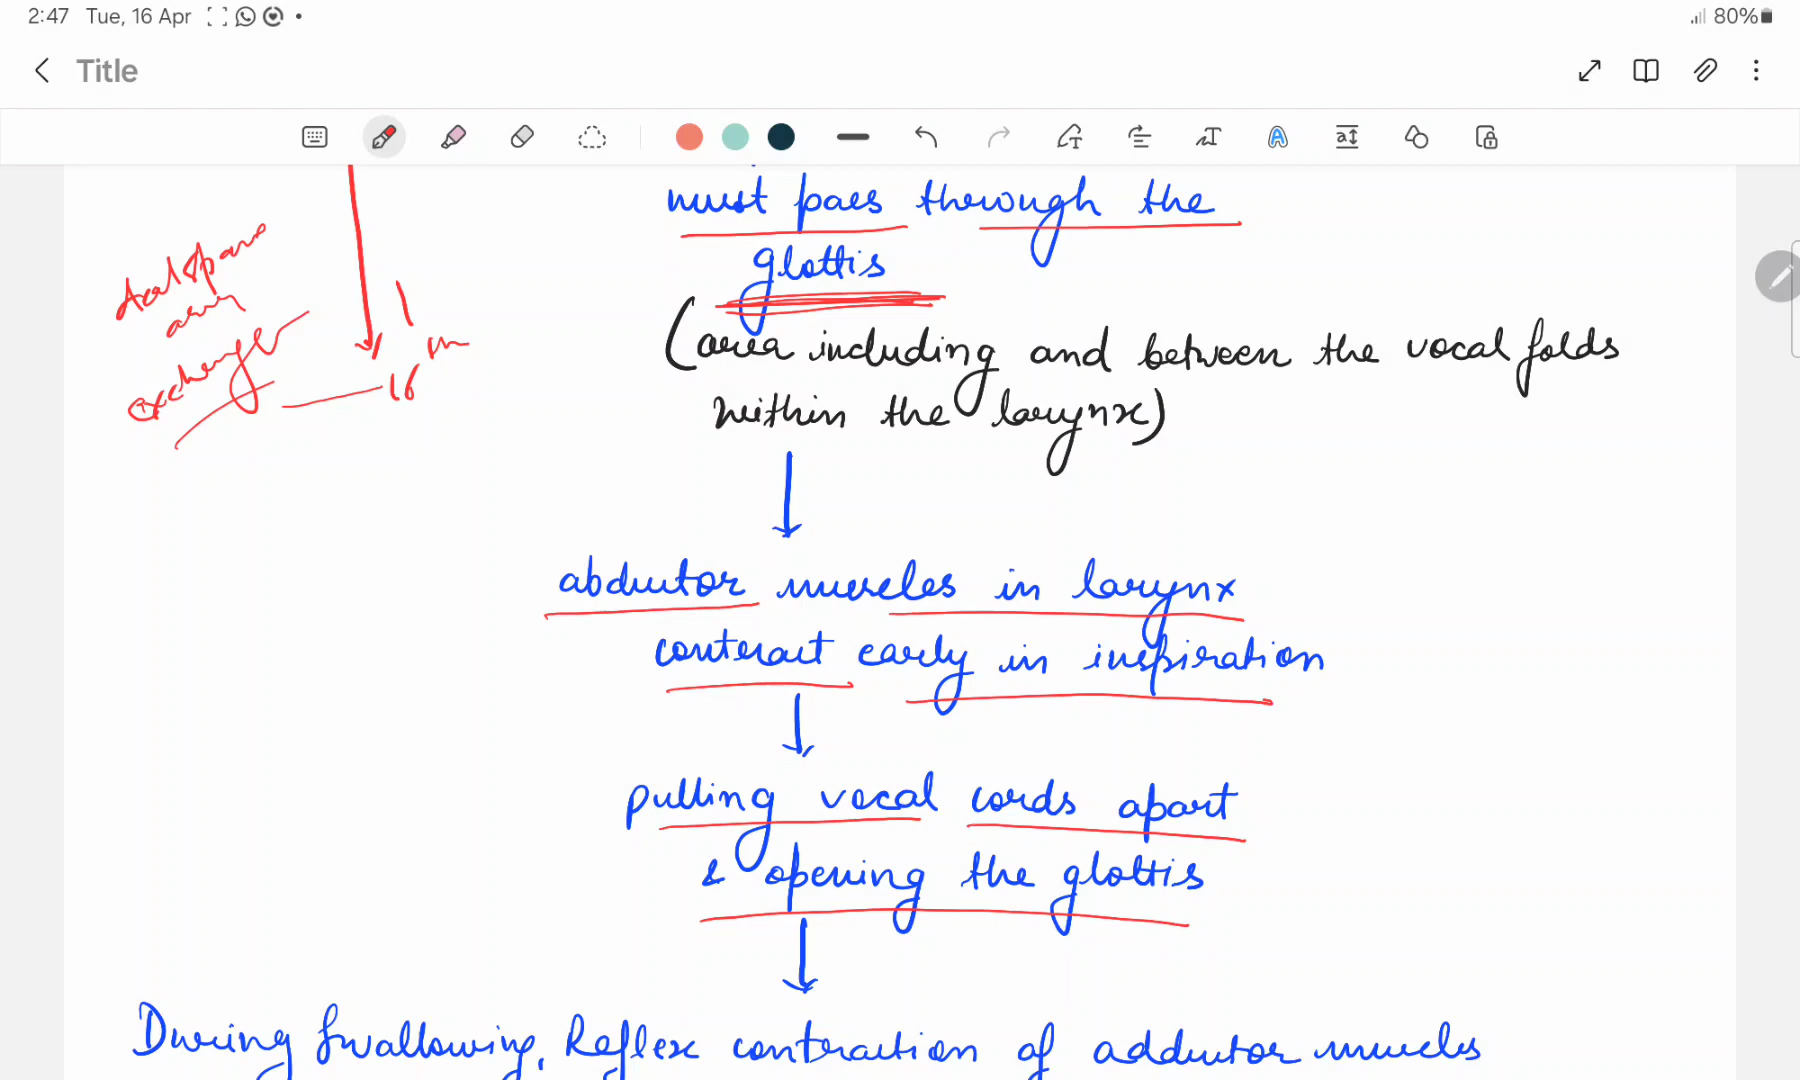 2:47 Tue, 16 Apr
80%
Title
must pass through the
glottis
(area including and between the vocal folds
within the larynx)
exchange
16
abductor muscles in larynx
contract early in inspiration
pulling vocal cords apart
& opening the glottis
During Swallowing, Reflex contraction of adductor muscles